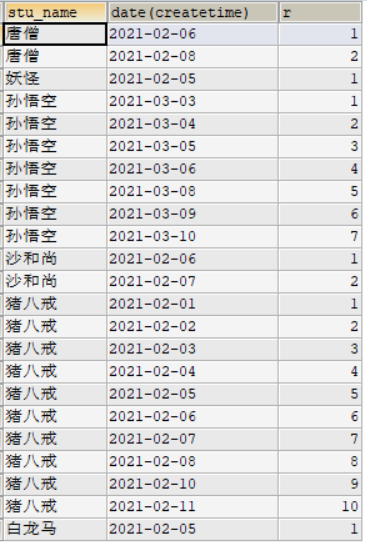 stu_name date(createtime) r
唐僧 2021-02-06 1
唐僧 2021-02-08 2
妖怪 2021-02-05 1
孙悟空 2021-03-03 1
孙悟空 2021-03-04 2
孙悟空 2021-03-05 3
孙悟空 2021-03-06 4
孙悟空 2021-03-08 5
孙悟空 2021-03-09 6
孙悟空 2021-03-10 7
沙和尚 2021-02-06 1
沙和尚 2021-02-07 2
猪八戒 2021-02-01 1
猪八戒 2021-02-02 2
猪八戒 2021-02-03 3
猪八戒 2021-02-04 4
猪八戒 2021-02-05 5
猪八戒 2021-02-06 6
猪八戒 2021-02-07 7
猪八戒 2021-02-08 8
猪八戒 2021-02-10 9
猪八戒 2021-02-11 10
白龙马 2021-02-05 1